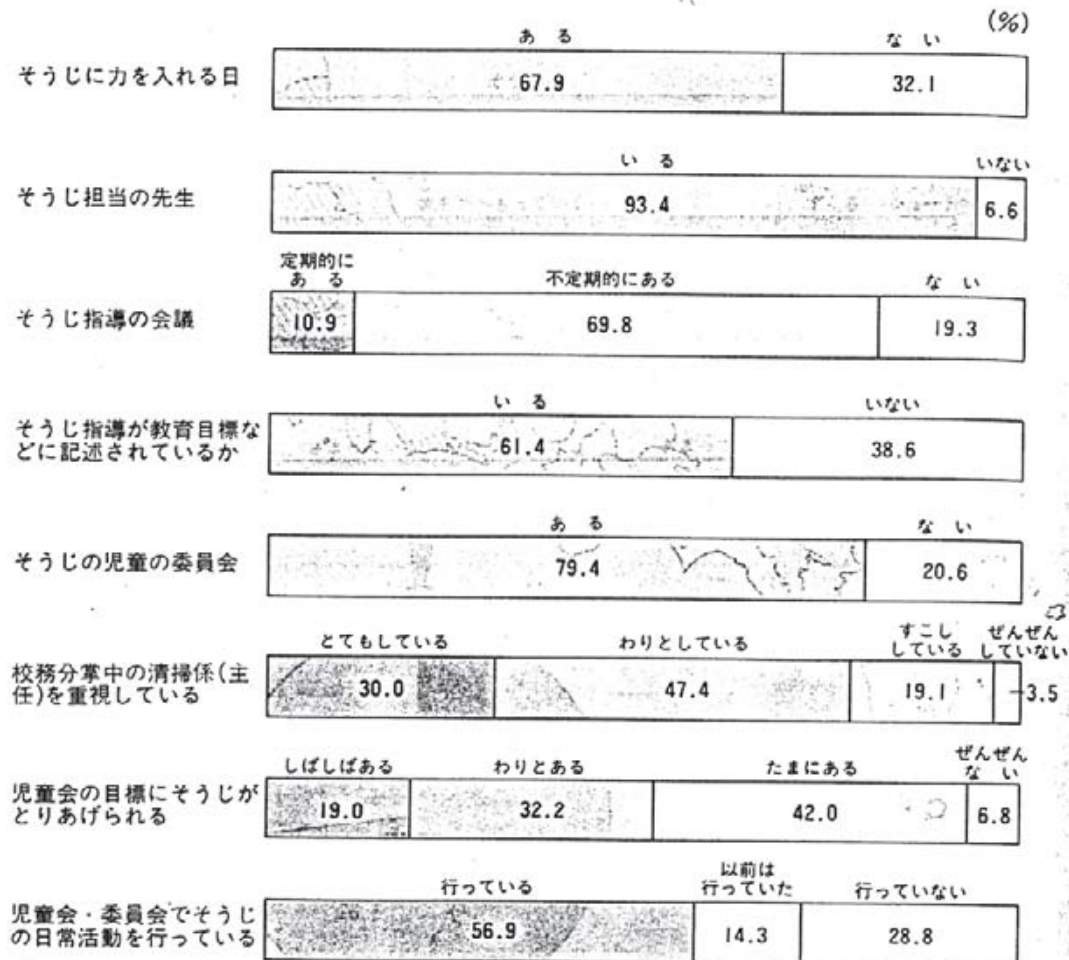 (%)
ある ない
そうじに力を入れる日
67.9 32.1
いる いない
そうじ担当の先生
93.4 6.6
定期的に
ある 不定期的にある ない
そうじ指導の会議
10.9 69.8 19.3
いる いない
そうじ指導が教育目標な
どに記述されているか
61.4 38.6
ある ない
そうじの児童の委員会
79.4 20.6
とてもしている わりとしている すこし
している ぜんぜん
していない
校務分掌中の清掃係(主
任)を重視している
30.0 47.4 19.1 3.5
しばしばある わりとある たまにある ぜんぜん
ない
児童会の目標にそうじが
とりあげられる
19.0 32.2 42.0 6.8
行っている 以前は
行っていた 行っていない
児童会・委員会でそうじ
の日常活動を行っている
56.9 14.3 28.8